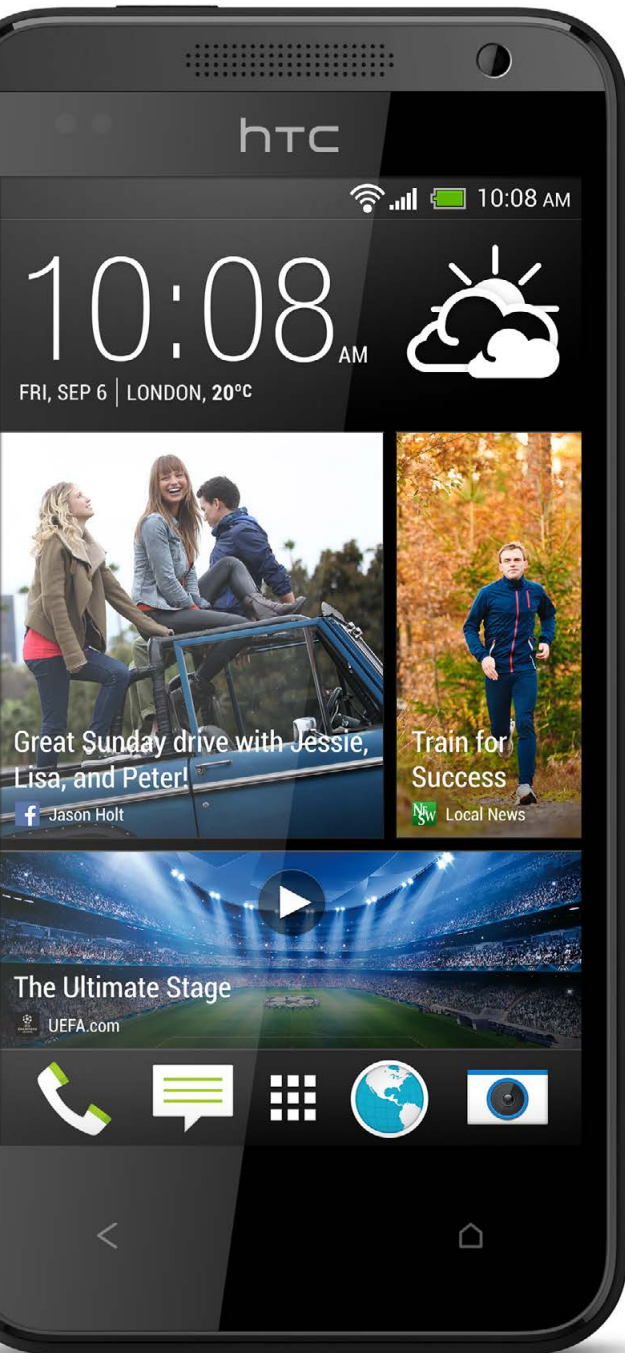 hTC
10:08 AM
10:08 AM
FRI, SEP 6 | LONDON, 20°C
Great Sunday drive with Jessie,
Lisa, and Peter!
f Jason Holt
Train for
Success
NFSW Local News
The Ultimate Stage
UEFA.com